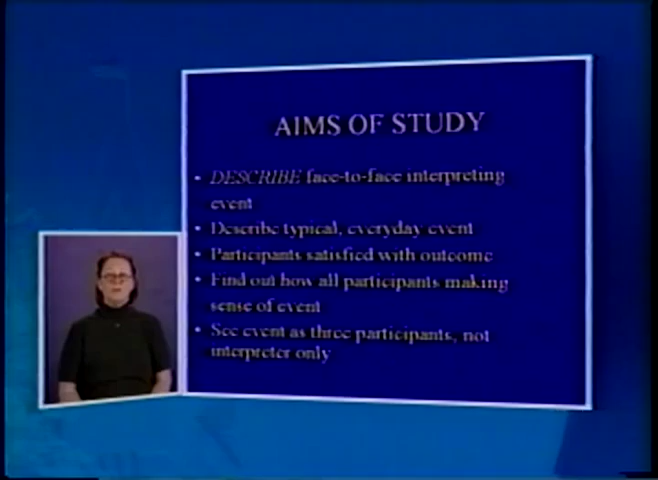 AIMS OF STUDY
• DESCRIBE face-to-face interpreting
event
• Describe typical, everyday event
• Participants satisfied with outcome
• Find out how all participants making
sense of event
• See event as three participants, not
interpreter only